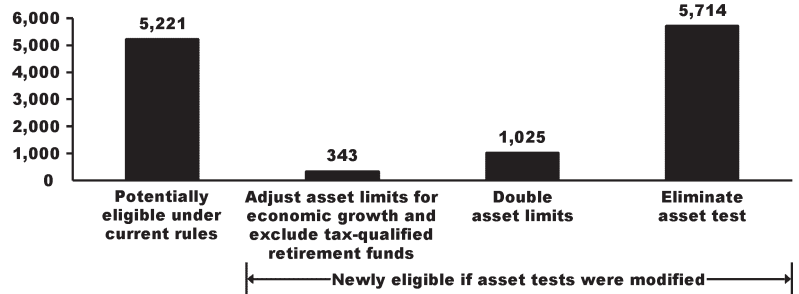 6,000
5,000
4,000
3,000
2,000
1,000
0
5,221
343
1,025
5,714
Potentially
eligible under
current rules
Adjust asset limits for
economic growth and
exclude tax-qualified
retirement funds
Double
asset limits
Eliminate
asset test
Newly eligible if asset tests were modified